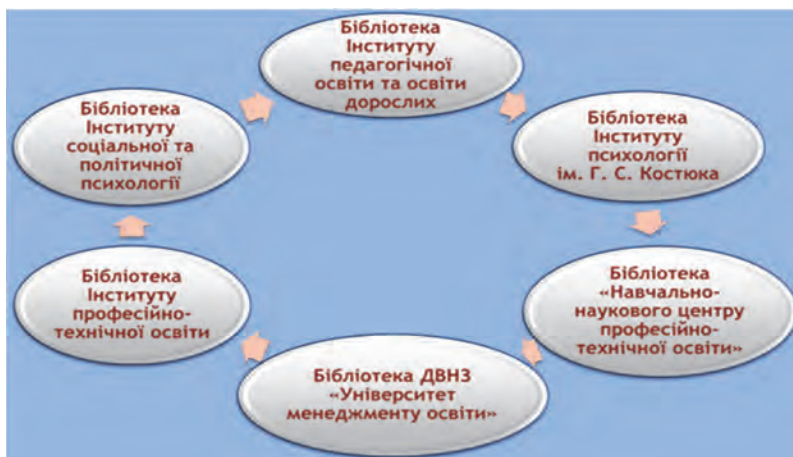 Бібліотека
Інституту
педагогічної
освіти та освіти
дорослих
Бібліотека
Інституту
психології
ім. Г. С. Костюка
Бібліотека
«Навчально-
наукового центру
професійно-
технічної освіти»
Бібліотека ДВНЗ
«Університет
менеджменту освіти»
Бібліотека
Інституту
професійно-
технічної освіти
Бібліотека
Інституту
соціальної та
політичної
психології